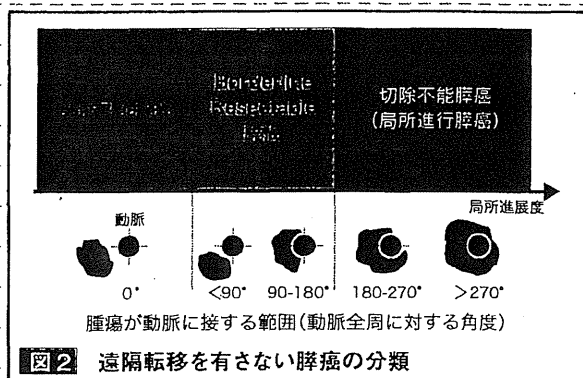 Borderline
Resectable
切除不能膵癌
(局所進行膵癌)
局所進展度
動脈
0° <90° 90-180° 180-270° >270°
腫瘍が動脈に接する範囲(動脈全周に対する角度)
図2 遠隔転移を有さない膵癌の分類